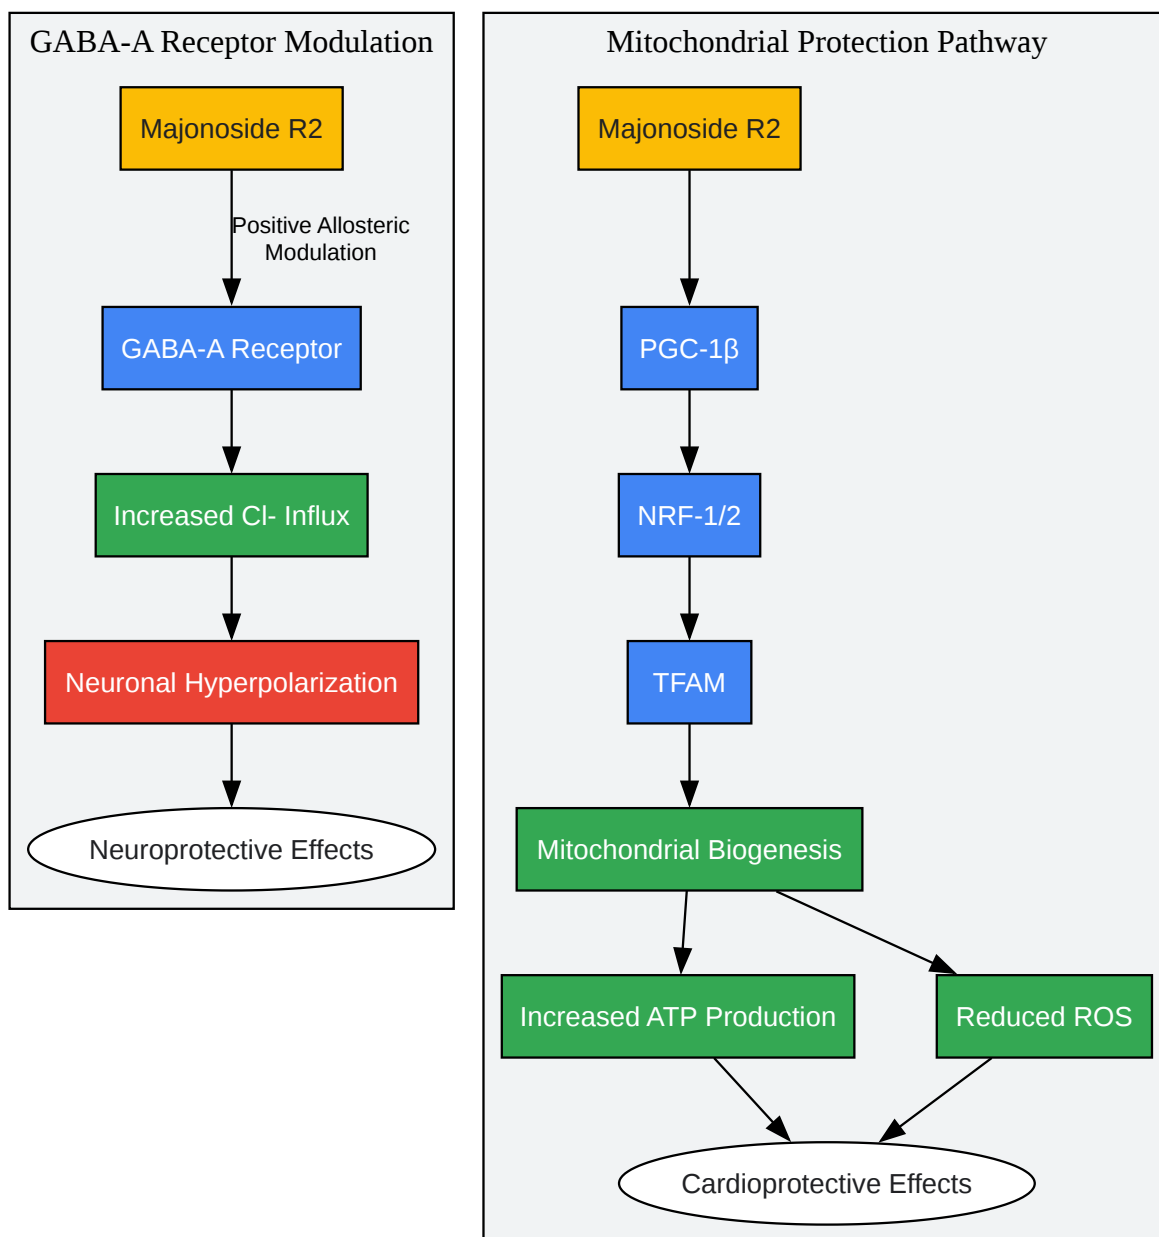 GABA-A Receptor Modulation
Majonoside R2
Positive Allosteric
Modulation
GABA-A Receptor
Increased Cl- Influx
Neuronal Hyperpolarization
Neuroprotective Effects
Mitochondrial Protection Pathway
Majonoside R2
PGC-1β
NRF-1/2
TFAM
Mitochondrial Biogenesis
Increased ATP Production
Reduced ROS
Cardioprotective Effects